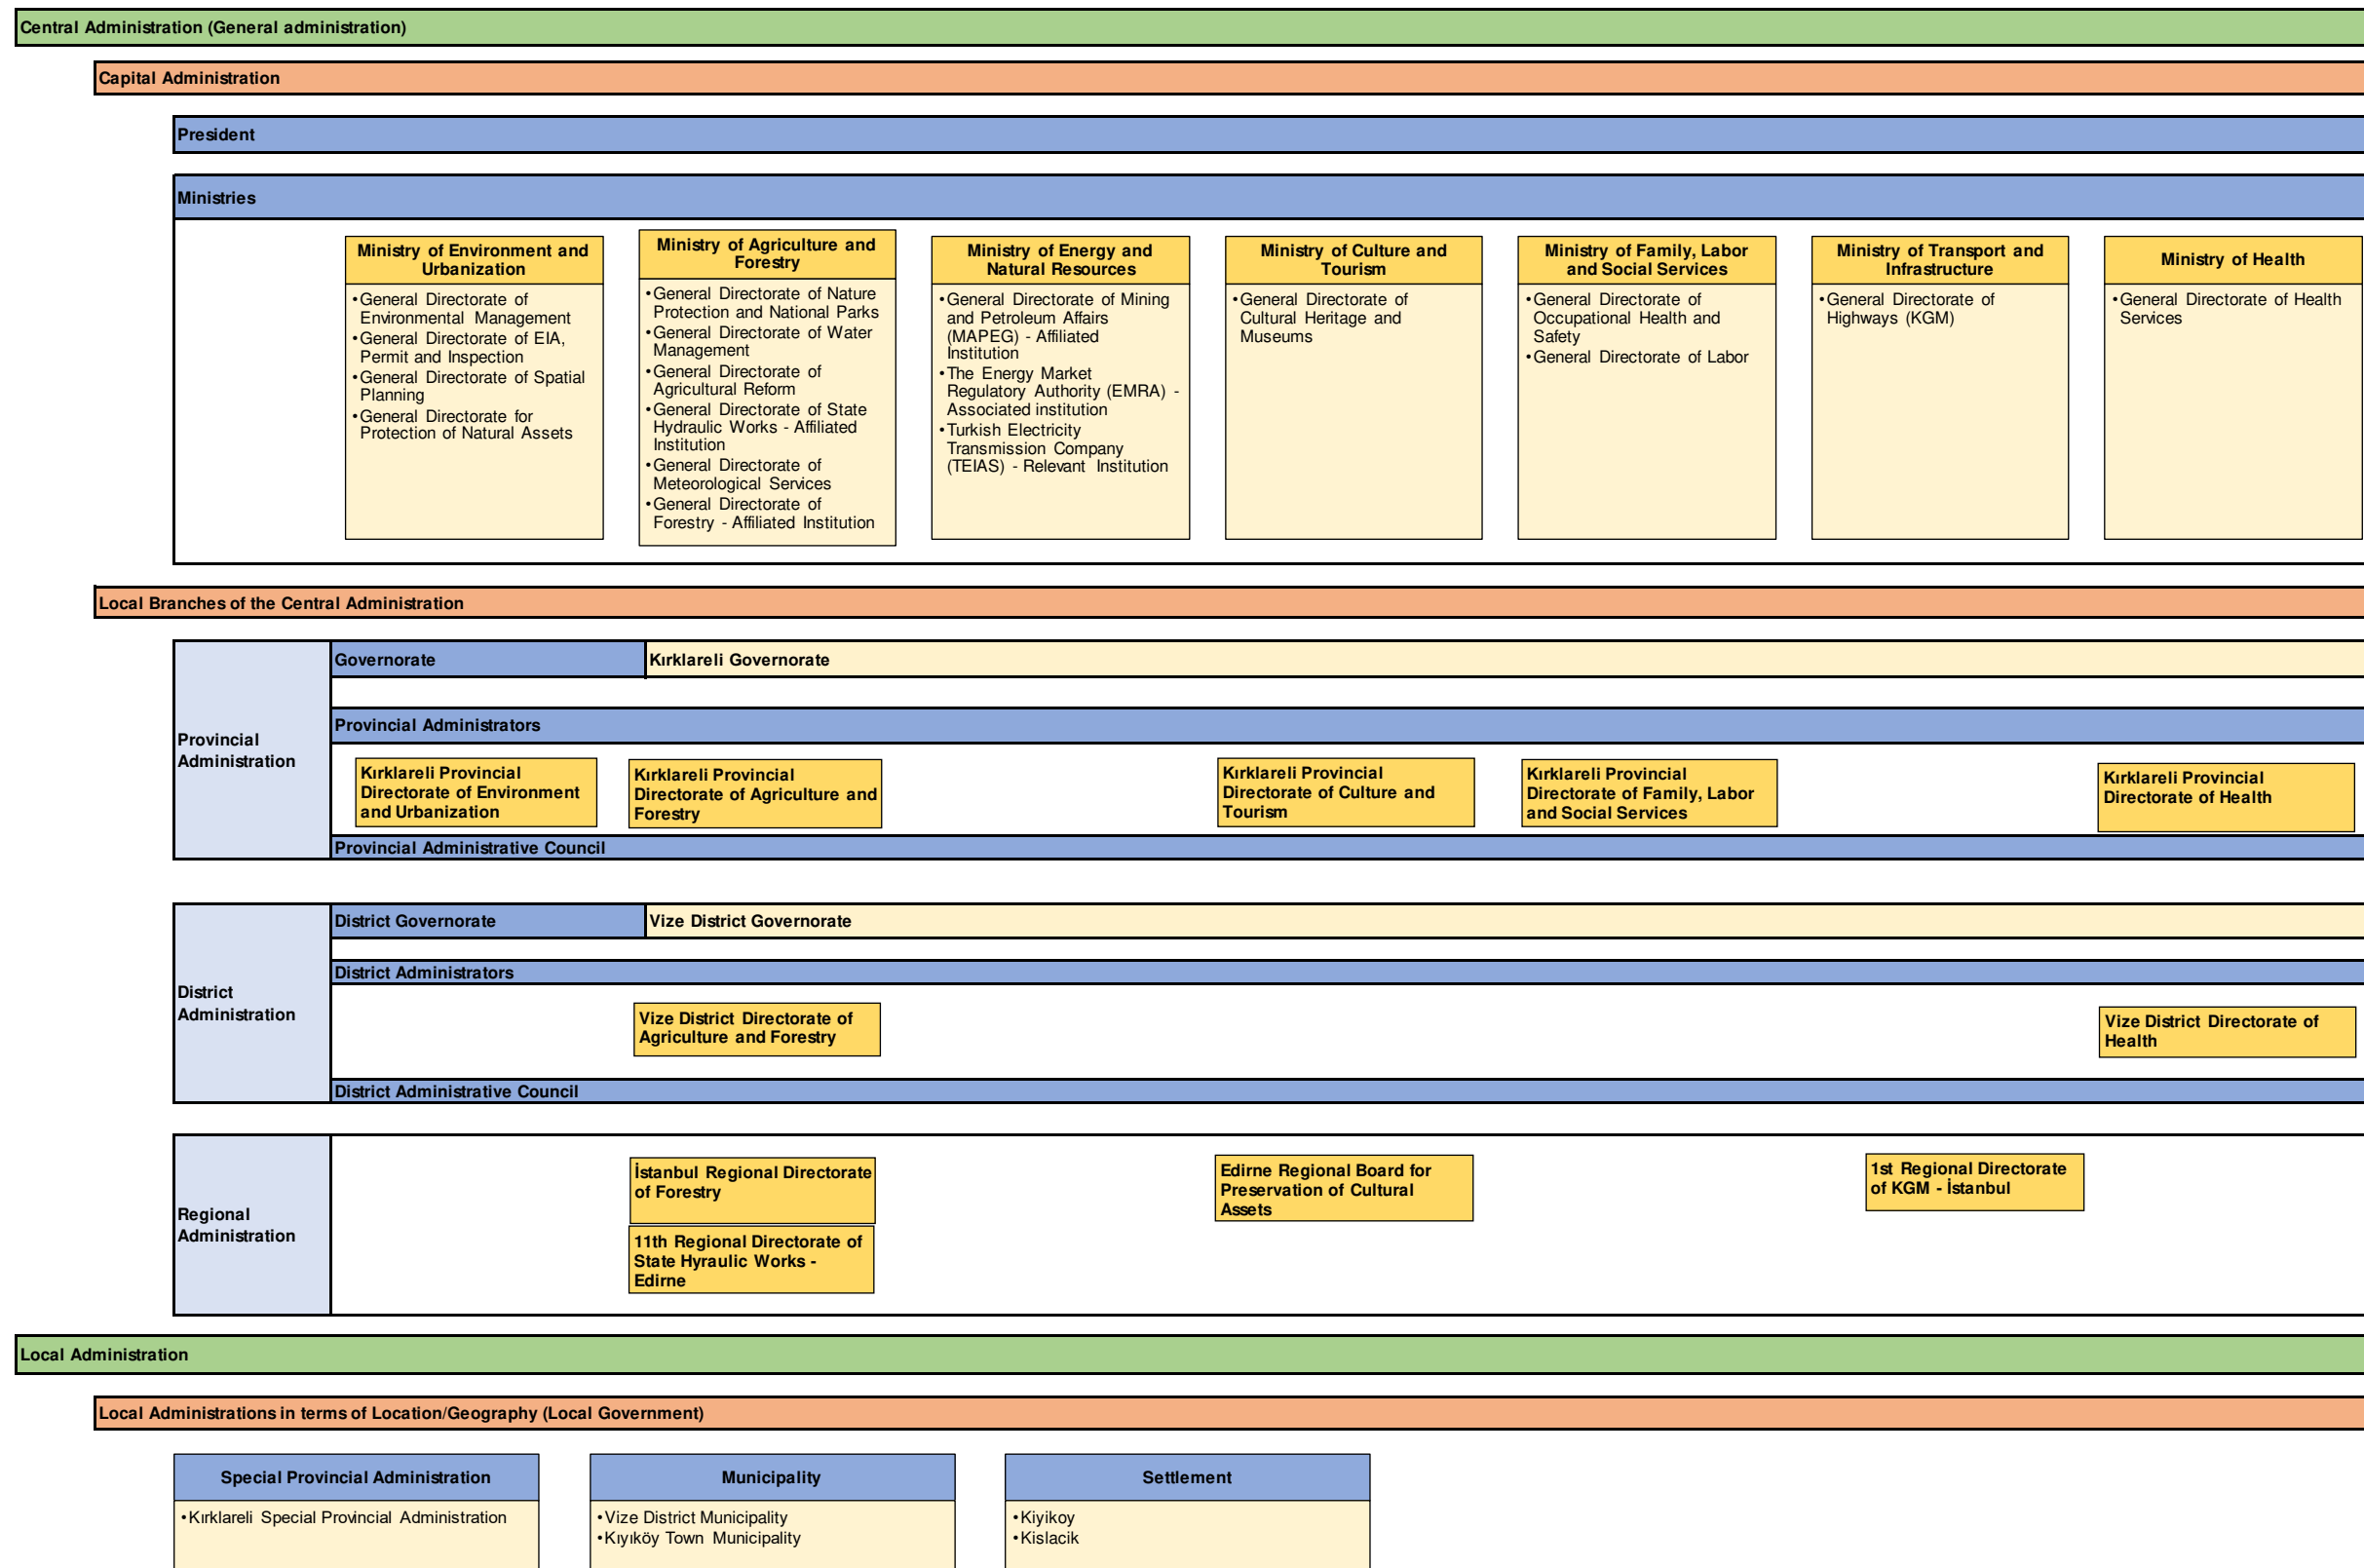 Central Administration (General administration)
Capital Administration
President
Ministries
Ministry of Environment and
Urbanization
•General Directorate of
Environmental Management
•General Directorate of EIA,
Permit and Inspection
•General Directorate of Spatial
Planning
•General Directorate for
Protection of Natural Assets
Ministry of Agriculture and
Forestry
•General Directorate of Nature
Protection and National Parks
•General Directorate of Water
Management
•General Directorate of
Agricultural Reform
•General Directorate of State
Hydraulic Works - Affiliated
Institution
•General Directorate of
Meteorological Services
•General Directorate of
Forestry - Affiliated Institution
Ministry of Energy and
Natural Resources
•General Directorate of Mining
and Petroleum Affairs
(MAPEG) - Affiliated
Institution
•The Energy Market
Regulatory Authority (EMRA) -
Associated institution
•Turkish Electricity
Transmission Company
(TEIAS) - Relevant Institution
Ministry of Culture and
Tourism
•General Directorate of
Cultural Heritage and
Museums
Ministry of Family, Labor
and Social Services
•General Directorate of
Occupational Health and
Safety
•General Directorate of Labor
Ministry of Transport and
Infrastructure
•General Directorate of
Highways (KGM)
Ministry of Health
•General Directorate of Health
Services
Local Branches of the Central Administration
Provincial
Administration
Governorate
Kırklareli Governorate
Provincial Administrators
Kırklareli Provincial
Directorate of Environment
and Urbanization
Kırklareli Provincial
Directorate of Agriculture and
Forestry
Kırklareli Provincial
Directorate of Culture and
Tourism
Kırklareli Provincial
Directorate of Family, Labor
and Social Services
Kırklareli Provincial
Directorate of Health
Provincial Administrative Council
District
Administration
District Governorate
Vize District Governorate
District Administrators
Vize District Directorate of
Agriculture and Forestry
Vize District Directorate of
Health
District Administrative Council
Regional
Administration
İstanbul Regional Directorate
of Forestry
11th Regional Directorate of
State Hyraulic Works -
Edirne
Edirne Regional Board for
Preservation of Cultural
Assets
1st Regional Directorate
of KGM - İstanbul
Local Administration
Local Administrations in terms of Location/Geography (Local Government)
Special Provincial Administration
•Kırklareli Special Provincial Administration
Municipality
•Vize District Municipality
•Kıyıköy Town Municipality
Settlement
•Kiyikoy
•Kislacik